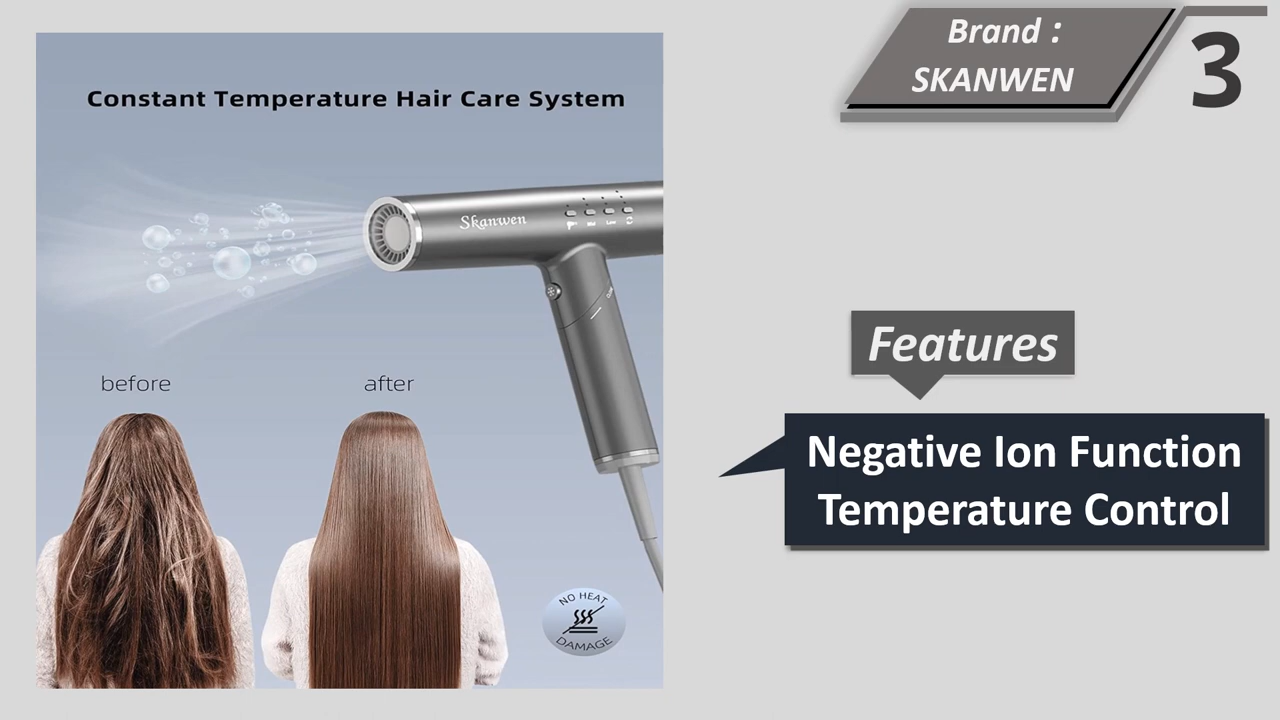 Brand :
SKANWEN
3
Constant Temperature Hair Care System
Skanwen
before
after
NO HEAT
DAMAGE
Features
Negative Ion Function
Temperature Control